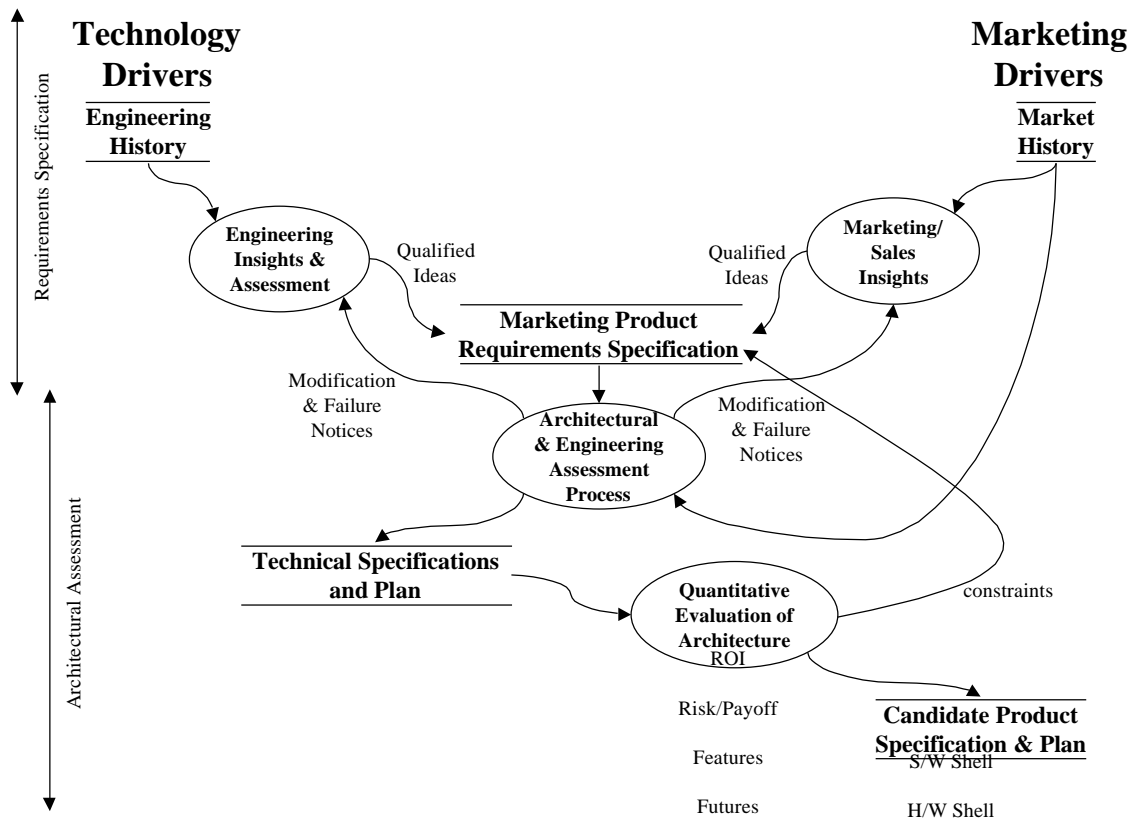 Technology
Drivers
Marketing
Drivers
Requirements Specification
Engineering
History
Market
History
Engineering
Insights &
Assessment
Qualified
Ideas
Qualified
Ideas
Marketing/
Sales
Insights
Marketing Product
Requirements Specification
Modification
& Failure
Notices
Modification
& Failure
Notices
Architectural
& Engineering
Assessment
Process
Architectural Assessment
Technical Specifications
and Plan
Quantitative
Evaluation of
Architecture
ROI
constraints
Risk/Payoff
Features
Futures
Candidate Product
Specification & Plan
S/W Shell
H/W Shell